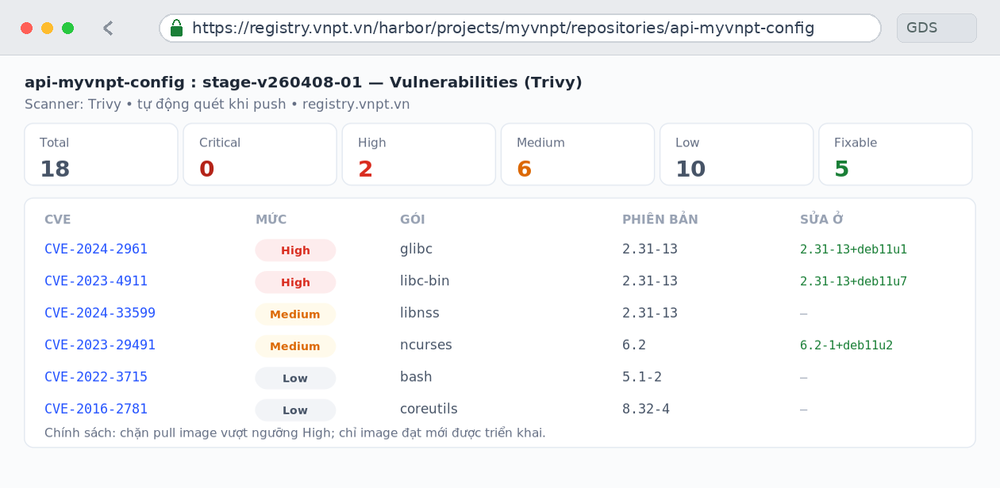 https://registry.vnpt.vn/harbor/projects/myvnpt/repositories/api-myvnpt-config GDS
api-myvnpt-config : stage-v260408-01 — Vulnerabilities (Trivy)
Scanner: Trivy • tự động quét khi push • registry.vnpt.vn
Total Critical High Medium Low Fixable
18 0 2 6 10 5
CVE MỨC GÓI PHIÊN BẢN SỬA Ở
CVE-2024-2961 High glibc 2.31-13 2.31-13+deb11u1
CVE-2023-4911 High libc-bin 2.31-13 2.31-13+deb11u7
CVE-2024-33599 Medium libnss 2.31-13 —
CVE-2023-29491 Medium ncurses 6.2 6.2-1+deb11u2
CVE-2022-3715 Low bash 5.1-2 —
CVE-2016-2781 Low coreutils 8.32-4 —
Chính sách: chặn pull image vượt ngưỡng High; chỉ image đạt mới được triển khai.